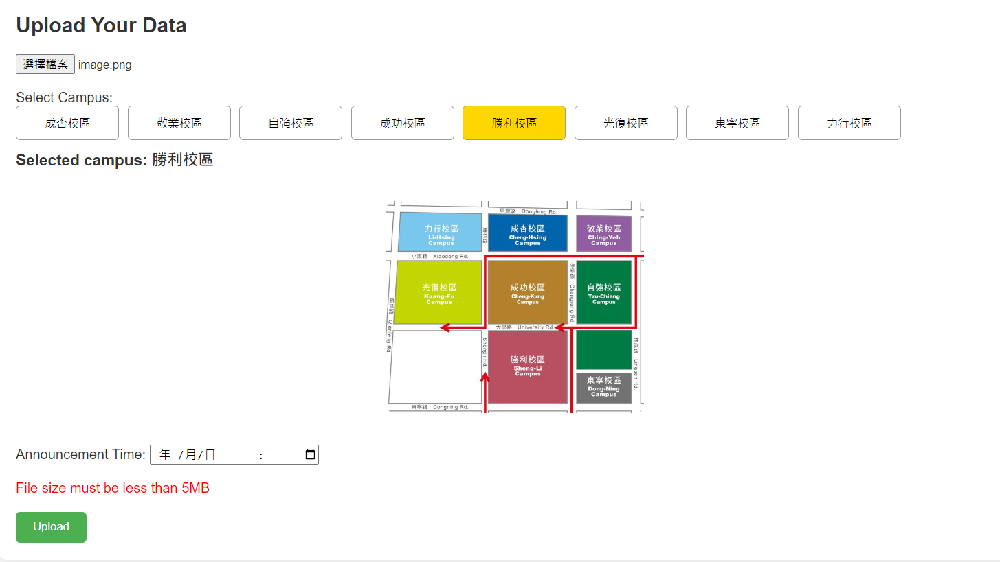 Upload Your Data
選擇檔案 image.png
Select Campus:
成杏校區 敬業校區 自強校區 成功校區 勝利校區 光復校區 東寧校區 力行校區
Selected campus: 勝利校區
東豐路 Dongfeng Rd.
力行校區
Li-Hsing
Campus
勝利路
成杏校區
Cheng-Hsing
Campus
敬業校區
Ching-Yeh
Campus
小東路 Xiaodong Rd.
光復校區
Kuang-Fu
Campus
成功校區
Cheng-Kung
Campus
長榮路 Changrong Rd.
自強校區
Tzu-Chiang
Campus
前鋒路 Qianfeng Rd.
大學路 University Rd.
Shengli Rd.
勝利校區
Sheng-Li
Campus
林森路 Lingsen Rd.
東寧校區
Dong-Ning
Campus
東寧路 Dongning Rd.
Announcement Time: 年 /月/日 -- --:--
File size must be less than 5MB
Upload